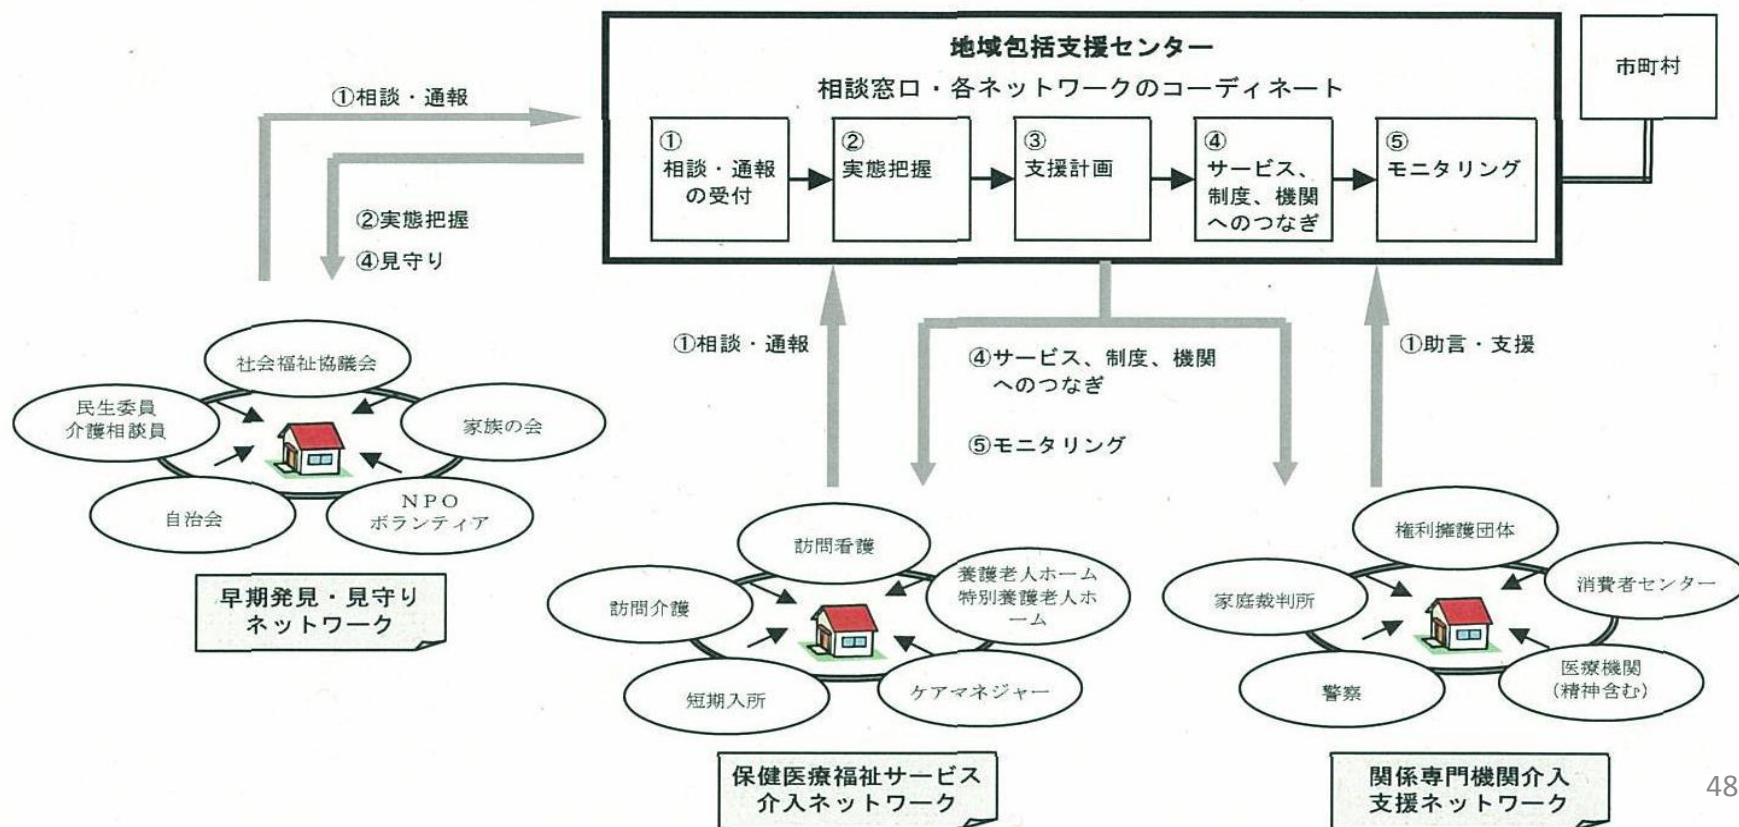 地域包括支援センター
相談窓口・各ネットワークのコーディネート
市町村
①
相談・通報
の受付
②
実態把握
③
支援計画
④
サービス、
制度、機関
へのつなぎ
⑤
モニタリング
①相談・通報
②実態把握
④見守り
①相談・通報
④サービス、制度、機関
へのつなぎ
⑤モニタリング
①助言・支援
社会福祉協議会
民生委員
介護相談員
家族の会
自治会
NPO
ボランティア
早期発見・見守り
ネットワーク
訪問看護
訪問介護
養護老人ホーム
特別養護老人ホ
ーム
短期入所
ケアマネジャー
保健医療福祉サービス
介入ネットワーク
権利擁護団体
家庭裁判所
消費者センター
警察
医療機関
(精神含む)
関係専門機関介入
支援ネットワーク
48